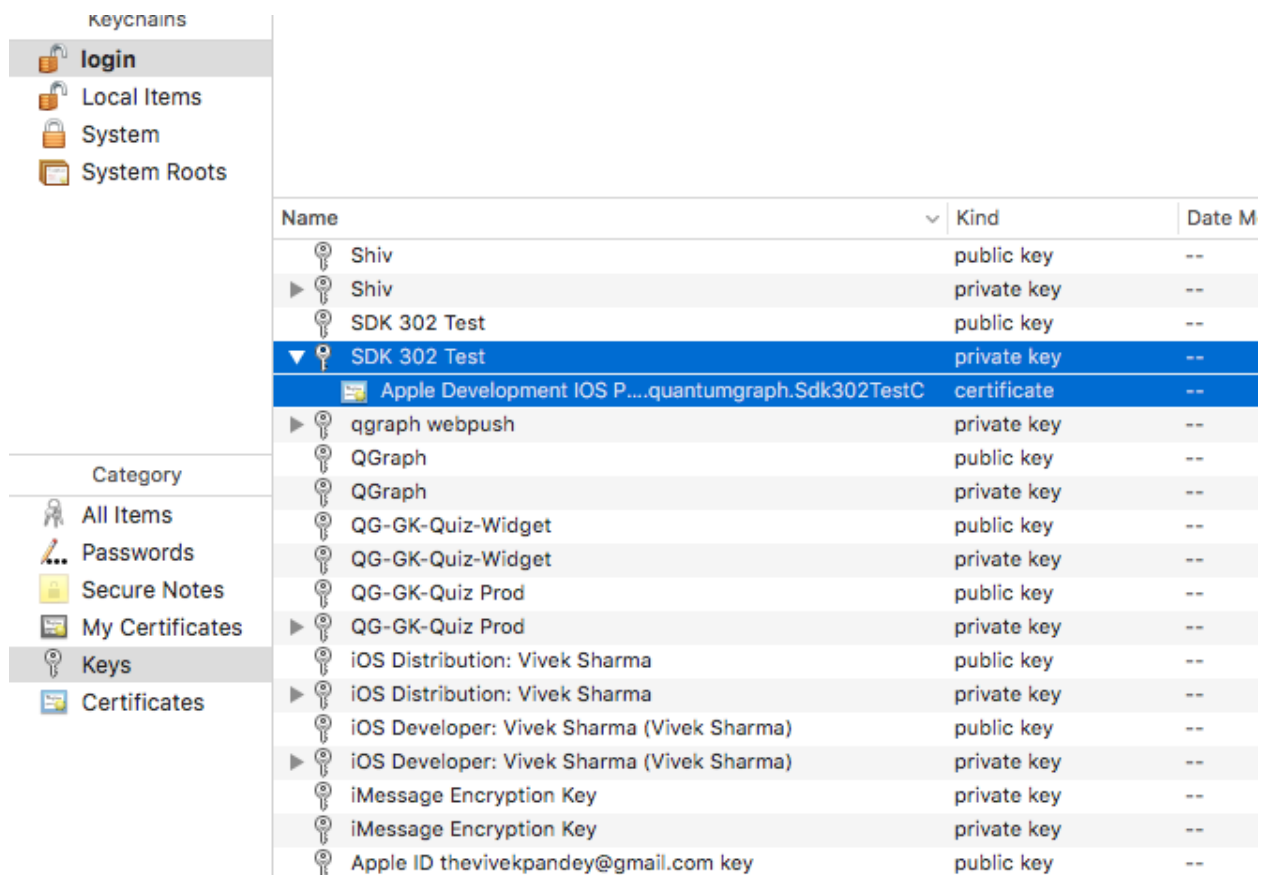 Keychains
login
Local Items
System
System Roots
Name Kind Date M
Shiv public key --
Shiv private key --
SDK 302 Test public key --
SDK 302 Test private key --
Apple Development IOS P....quantumgraph.Sdk302TestC certificate --
qgraph webpush private key --
QGraph public key --
QGraph private key --
QG-GK-Quiz-Widget public key --
QG-GK-Quiz-Widget private key --
QG-GK-Quiz Prod public key --
QG-GK-Quiz Prod private key --
iOS Distribution: Vivek Sharma public key --
iOS Distribution: Vivek Sharma private key --
iOS Developer: Vivek Sharma (Vivek Sharma) public key --
iOS Developer: Vivek Sharma (Vivek Sharma) private key --
iMessage Encryption Key private key --
iMessage Encryption Key private key --
Apple ID thevivekpandey@gmail.com key public key --
Category
All Items
Passwords
Secure Notes
My Certificates
Keys
Certificates